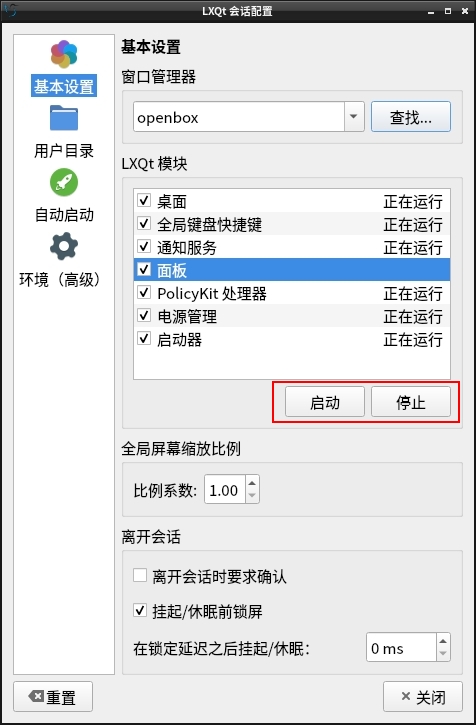 LXQt 会话配置
基本设置
用户目录
自动启动
环境（高级）
基本设置
窗口管理器
openbox
查找...
LXQt 模块
桌面 正在运行
全局键盘快捷键 正在运行
通知服务 正在运行
面板
PolicyKit 处理器 正在运行
电源管理 正在运行
启动器 正在运行
启动 停止
全局屏幕缩放比例
比例系数: 1.00
离开会话
离开会话时要求确认
挂起/休眠前锁屏
在锁定延迟之后挂起/休眠： 0 ms
重置 关闭